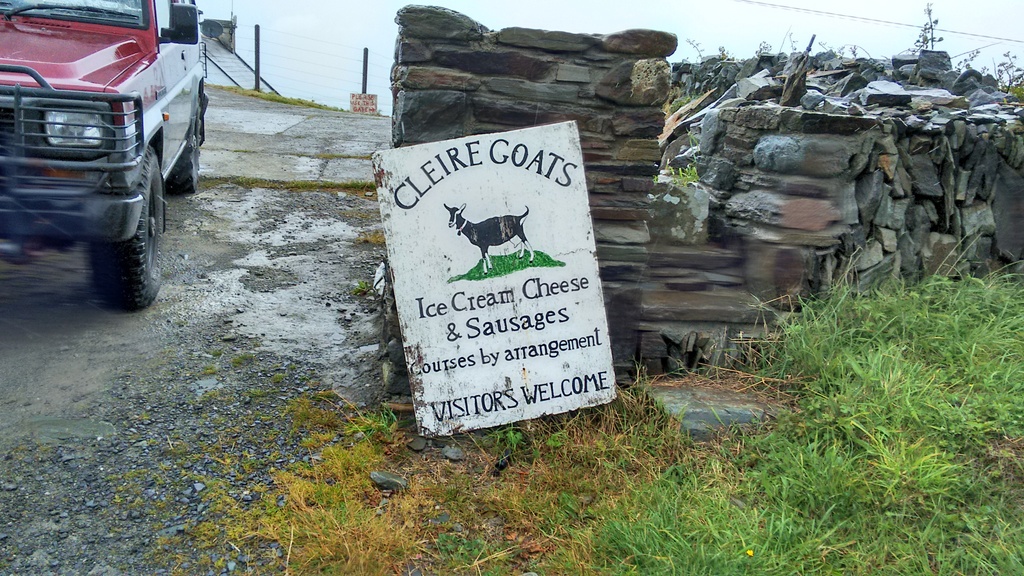 CLEIRE GOATS
Ice Cream, Cheese
& Sausages
Courses by arrangement
VISITORS WELCOME